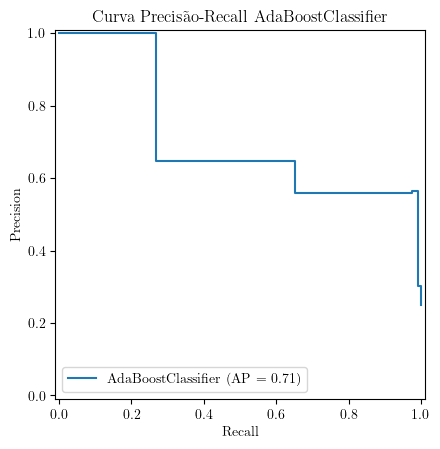 Curva Precisão-Recall AdaBoostClassifier
1.0
0.8
0.6
0.4
0.2
0.0
Precision
AdaBoostClassifier (AP = 0.71)
0.0 0.2 0.4 0.6 0.8 1.0
Recall